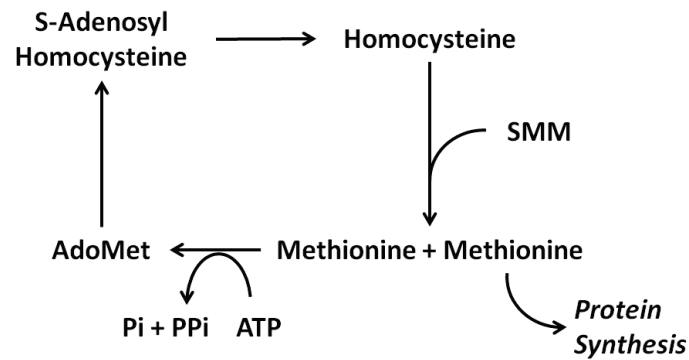 S-Adenosyl
Homocysteine
Homocysteine
SMM
AdoMet
Methionine + Methionine
Pi + PPi
ATP
Protein
Synthesis